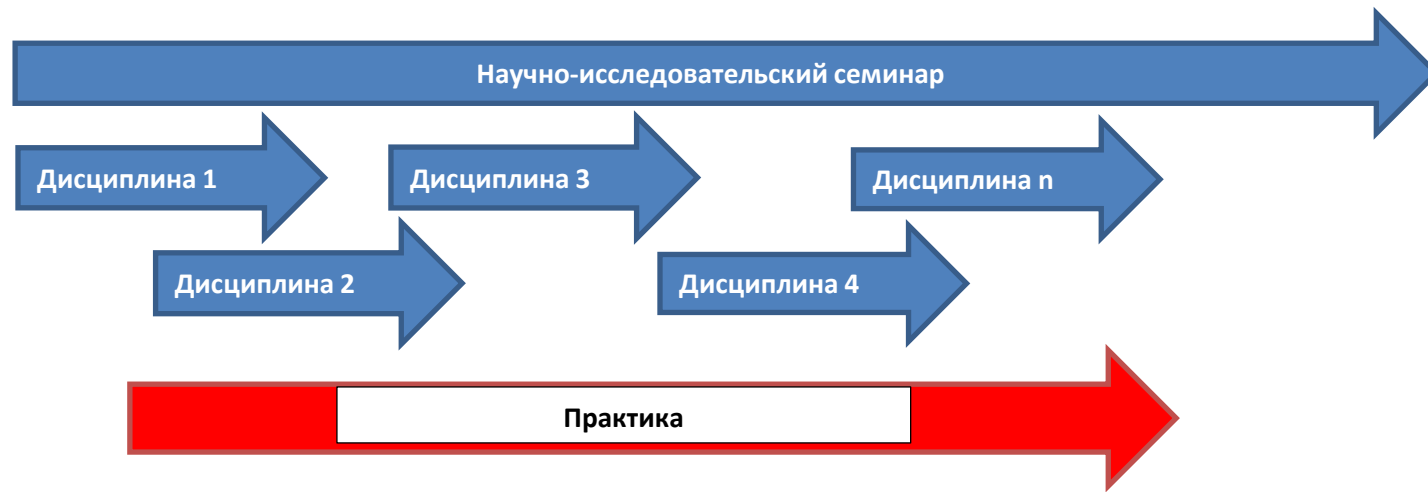 Научно-исследовательский семинар
Дисциплина 1
Дисциплина 3
Дисциплина n
Дисциплина 2
Дисциплина 4
Практика